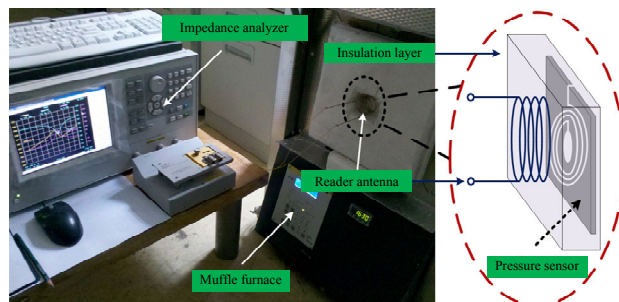 Impedance analyzer
Insulation layer
Reader antenna
Muffle furnace
Pressure sensor